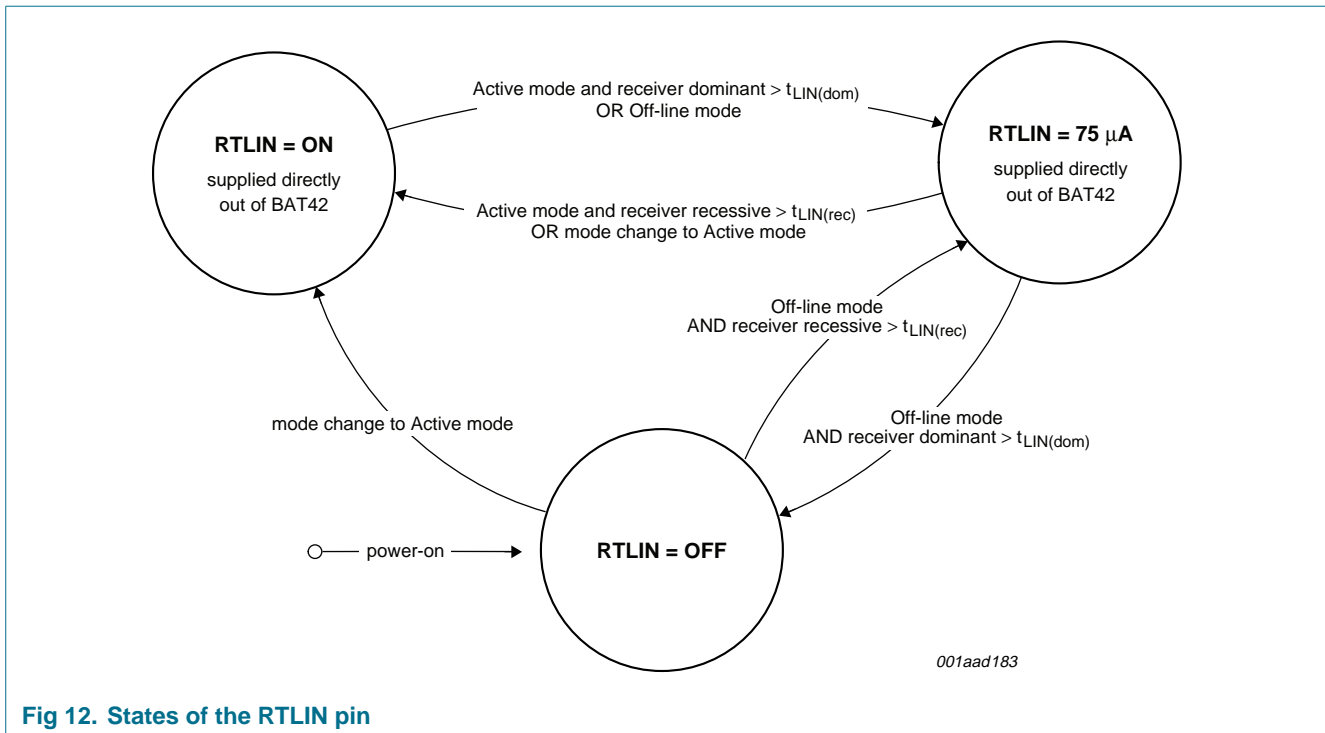 Active mode and receiver dominant > tLIN(dom)
OR Off-line mode
RTLIN = ON
supplied directly
out of BAT42
RTLIN = 75 μA
supplied directly
out of BAT42
Active mode and receiver recessive > tLIN(rec)
OR mode change to Active mode
Off-line mode
AND receiver recessive > tLIN(rec)
mode change to Active mode
Off-line mode
AND receiver dominant > tLIN(dom)
power-on
RTLIN = OFF
001aad183
Fig 12. States of the RTLIN pin